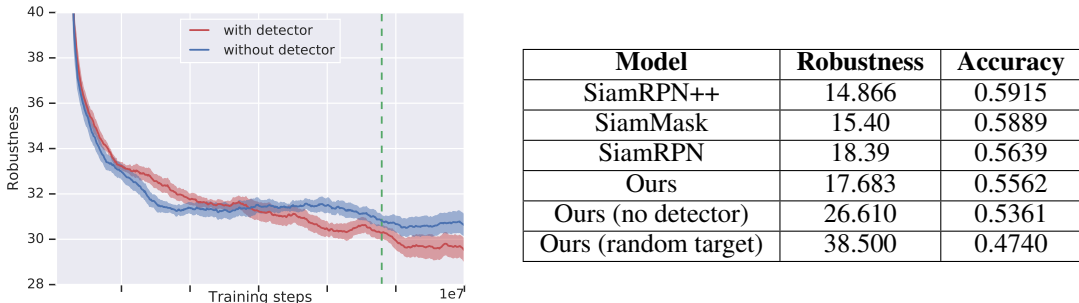 40
38
36
34
32
30
28
Robustness
with detector
without detector
Training steps
1e7
Model Robustness Accuracy
SiamRPN++ 14.866 0.5915
SiamMask 15.40 0.5889
SiamRPN 18.39 0.5639
Ours 17.683 0.5562
Ours (no detector) 26.610 0.5361
Ours (random target) 38.500 0.4740